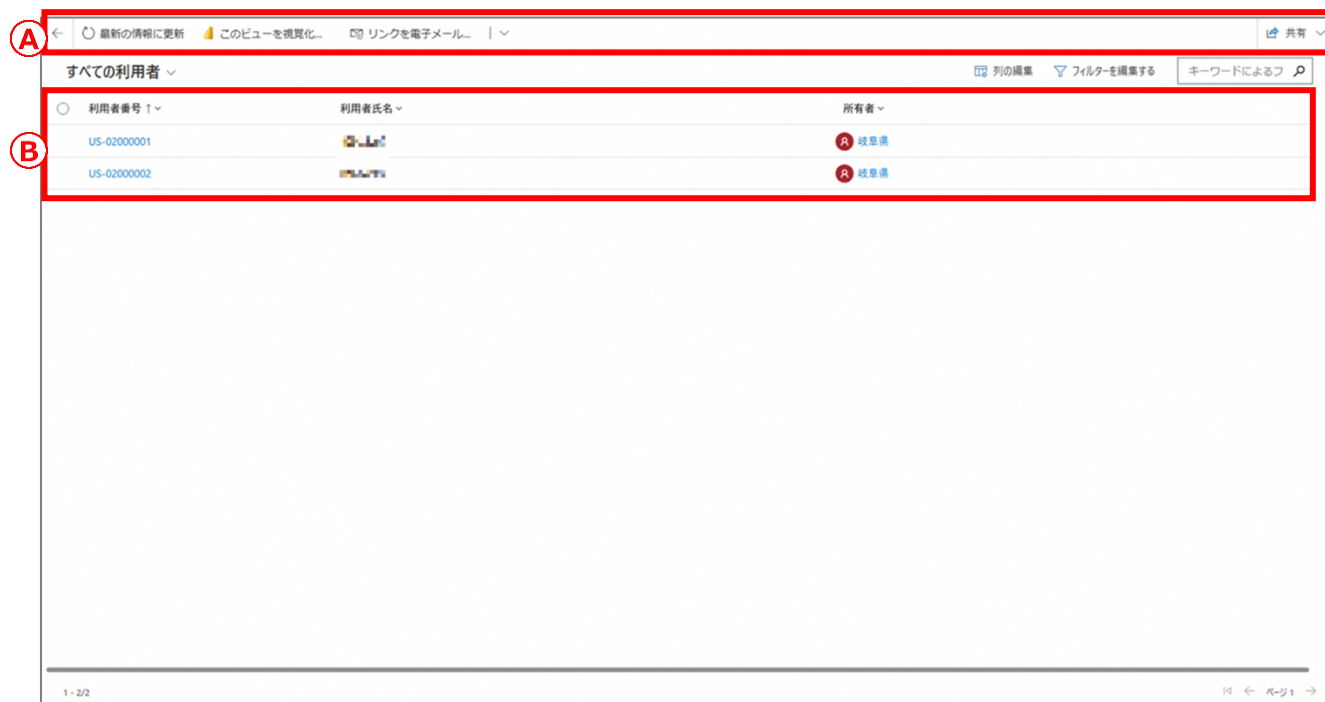 A
最新の情報に更新 このビューを視覚化... リンクを電子メール... 共有
すべての利用者 列の編集 フィルターを編集する キーワードによるフ
利用者番号 ↑ 利用者氏名 所有者
B
US-02000001 岐阜県
US-02000002 岐阜県
1 - 2/2 ページ 1